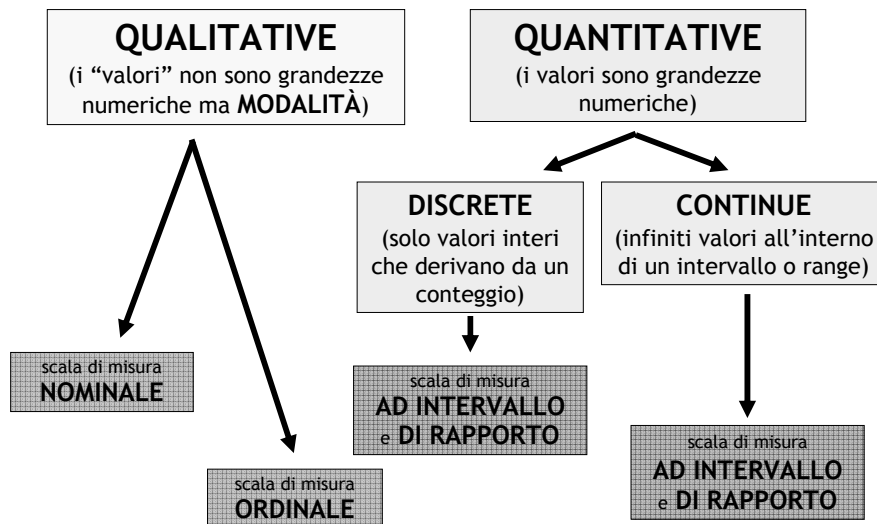 QUALITATIVE
(i “valori” non sono grandezze
numeriche ma MODALITÀ)
QUANTITATIVE
(i valori sono grandezze
numeriche)
DISCRETE
(solo valori interi
che derivano da un
conteggio)
CONTINUE
(infiniti valori all’interno
di un intervallo o range)
scala di misura
NOMINALE
scala di misura
ORDINALE
scala di misura
AD INTERVALLO
e DI RAPPORTO
scala di misura
AD INTERVALLO
e DI RAPPORTO